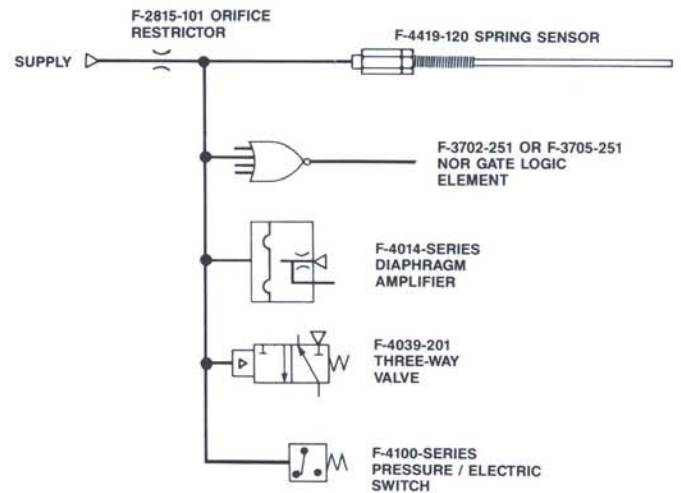 F-2815-101 ORIFICE
RESTRICTOR
F-4419-120 SPRING SENSOR
SUPPLY
F-3702-251 OR F-3705-251
NOR GATE LOGIC
ELEMENT
F-4014-SERIES
DIAPHRAGM
AMPLIFIER
F-4039-201
THREE-WAY
VALVE
F-4100-SERIES
PRESSURE / ELECTRIC
SWITCH